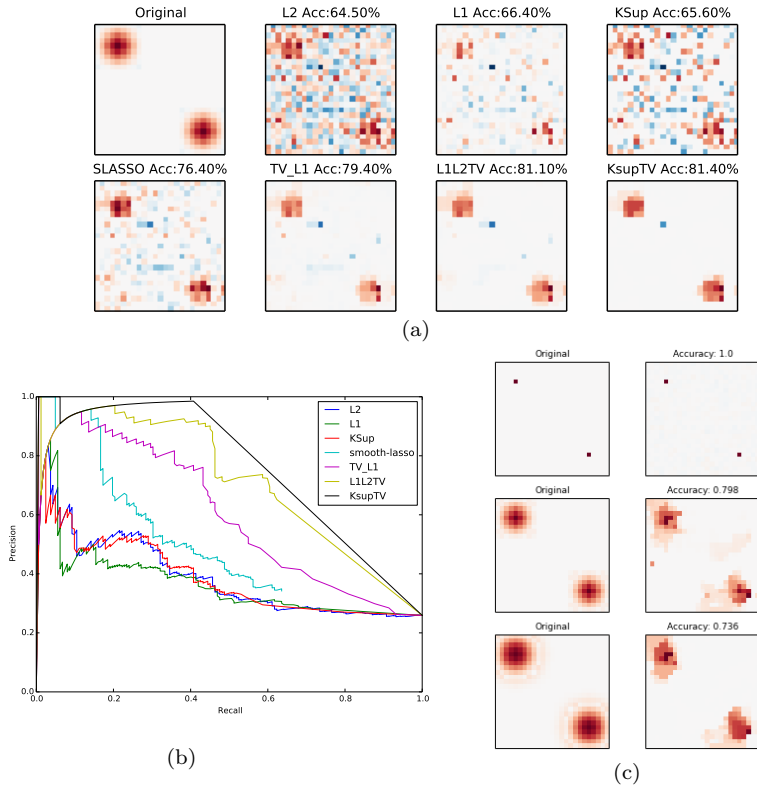 Original
L2 Acc:64.50%
L1 Acc:66.40%
KSup Acc:65.60%
SLASSO Acc:76.40%
TV_L1 Acc:79.40%
L1L2TV Acc:81.10%
KsupTV Acc:81.40%
(a)
1.0
0.8
0.6
0.4
0.2
0.0
Precision
0.0
0.2
0.4
0.6
0.8
1.0
Recall
L2
L1
KSup
smooth-lasso
TV_L1
L1L2TV
KsupTV
(b)
Original
Accuracy: 1.0
Original
Accuracy: 0.798
Original
Accuracy: 0.736
(c)